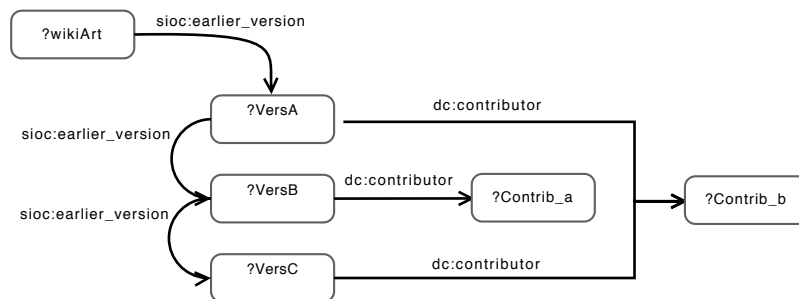 sioc:earlier_version
?wikiArt
?VersA
dc:contributor
sioc:earlier_version
dc:contributor
?VersB
?Contrib_a
?Contrib_b
sioc:earlier_version
?VersC
dc:contributor